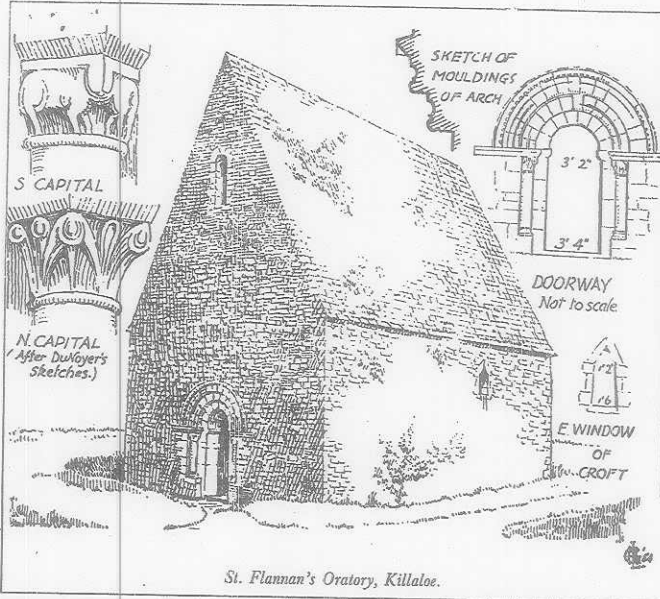 S CAPITAL
N. CAPITAL
(After DuNoyer's
Sketches.)
SKETCH OF
MOULDINGS
OF ARCH
3' 2"
3' 4"
DOORWAY
Not to scale
1'2
1'6
E. WINDOW
OF
CROFT
St. Flannan's Oratory, Killaloe.